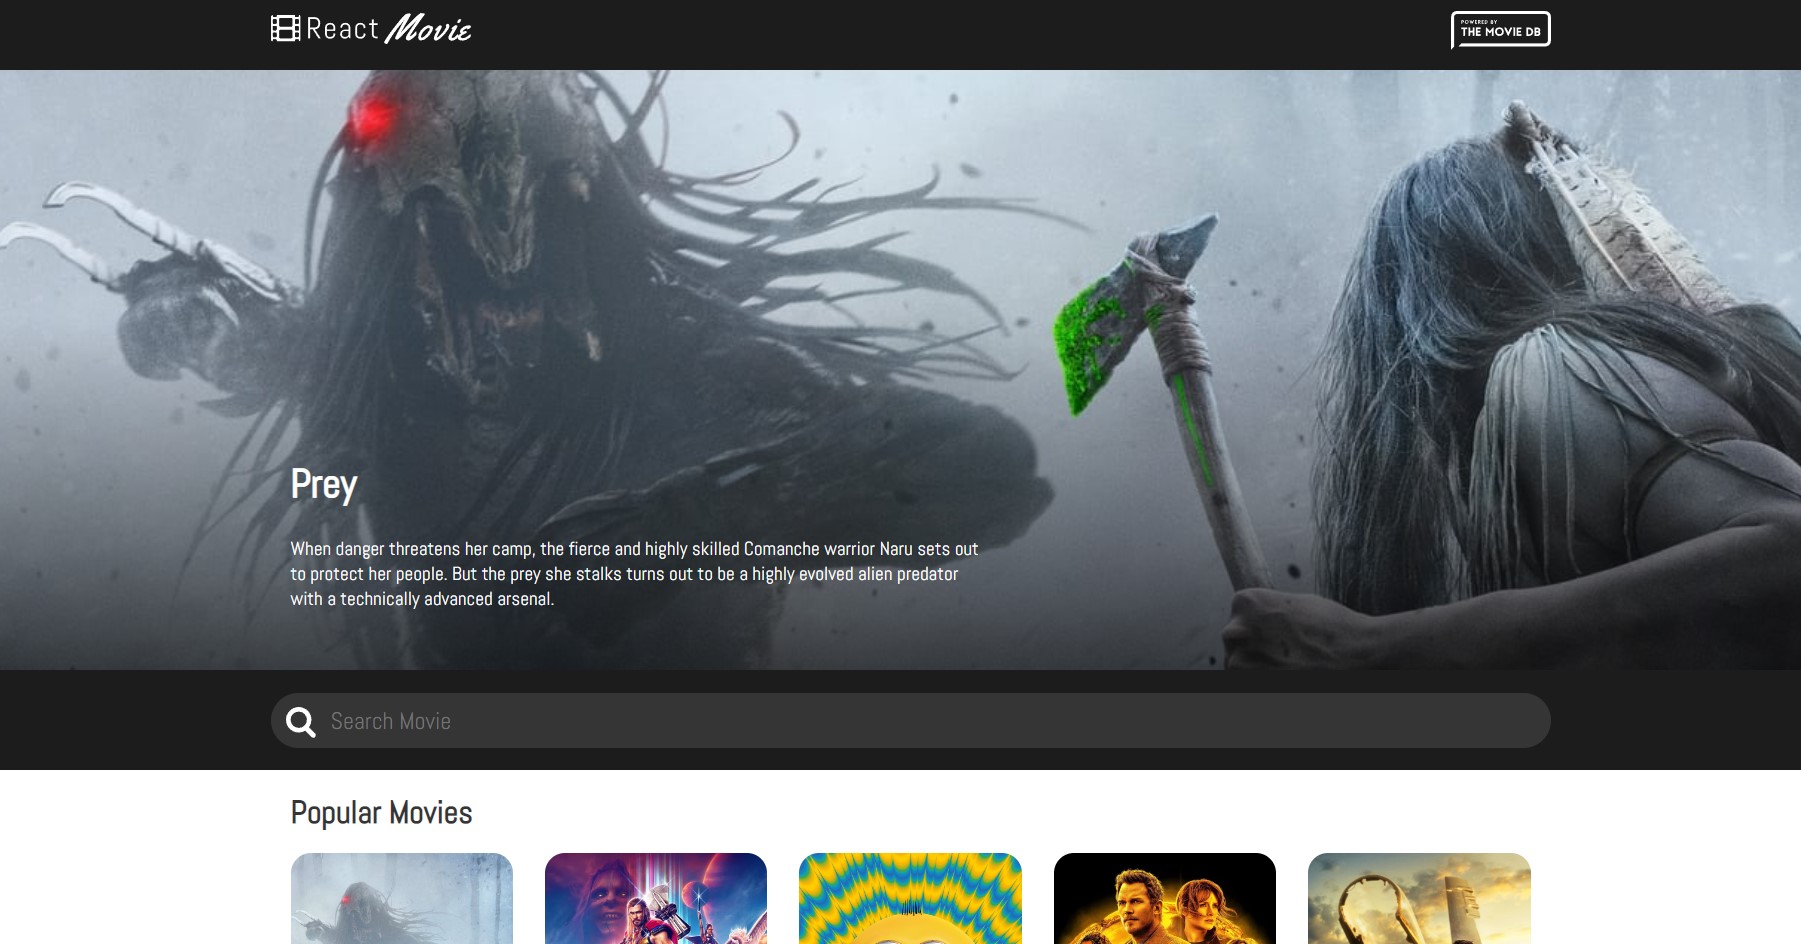 React Movie
POWERED BY
THE MOVIE DB
Prey
When danger threatens her camp, the fierce and highly skilled Comanche warrior Naru sets out
to protect her people. But the prey she stalks turns out to be a highly evolved alien predator
with a technically advanced arsenal.
Search Movie
Popular Movies